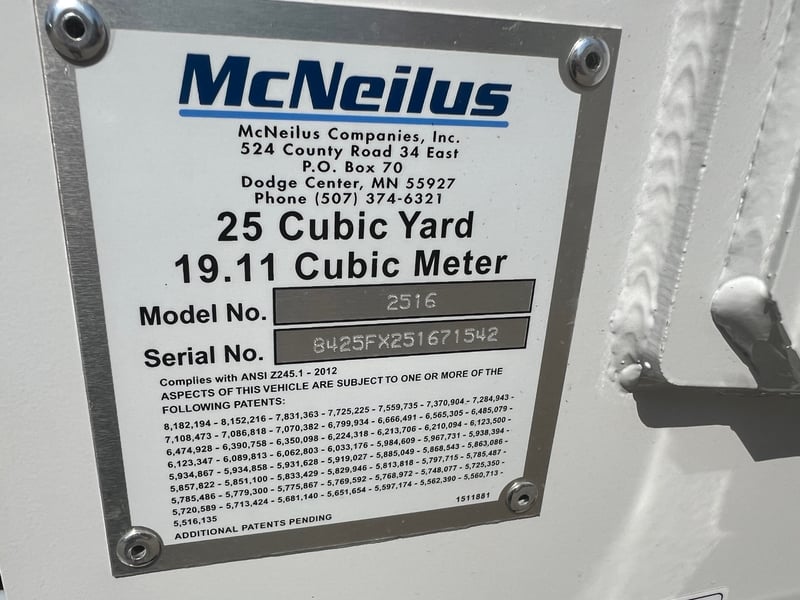 McNeilus
McNeilus Companies, Inc.
524 County Road 34 East
P.O. Box 70
Dodge Center, MN 55927
Phone (507) 374-6321
25 Cubic Yard
19.11 Cubic Meter
Model No. 2516
Serial No. 8425FX251671542
Complies with ANSI Z245.1 - 2012
ASPECTS OF THIS VEHICLE ARE SUBJECT TO ONE OR MORE OF THE
FOLLOWING PATENTS:
8,182,194 - 8,152,216 - 7,831,363 - 7,725,225 - 7,559,735 - 7,370,904 - 7,284,943 -
7,108,473 - 7,086,818 - 7,070,382 - 6,799,934 - 6,666,491 - 6,565,305 - 6,485,079 -
6,474,928 - 6,390,758 - 6,350,098 - 6,224,318 - 6,213,706 - 6,210,094 - 6,123,500 -
6,123,347 - 6,089,813 - 6,062,803 - 6,033,176 - 5,984,609 - 5,967,731 - 5,938,394 -
5,934,867 - 5,934,858 - 5,931,628 - 5,919,027 - 5,885,049 - 5,868,543 - 5,863,086 -
5,857,822 - 5,851,100 - 5,833,429 - 5,829,946 - 5,813,818 - 5,797,715 - 5,785,487 -
5,785,486 - 5,779,300 - 5,775,867 - 5,769,592 - 5,768,972 - 5,748,077 - 5,725,350 -
5,720,589 - 5,713,424 - 5,681,140 - 5,651,654 - 5,597,174 - 5,562,390 - 5,560,713 -
5,516,135
ADDITIONAL PATENTS PENDING
1511881